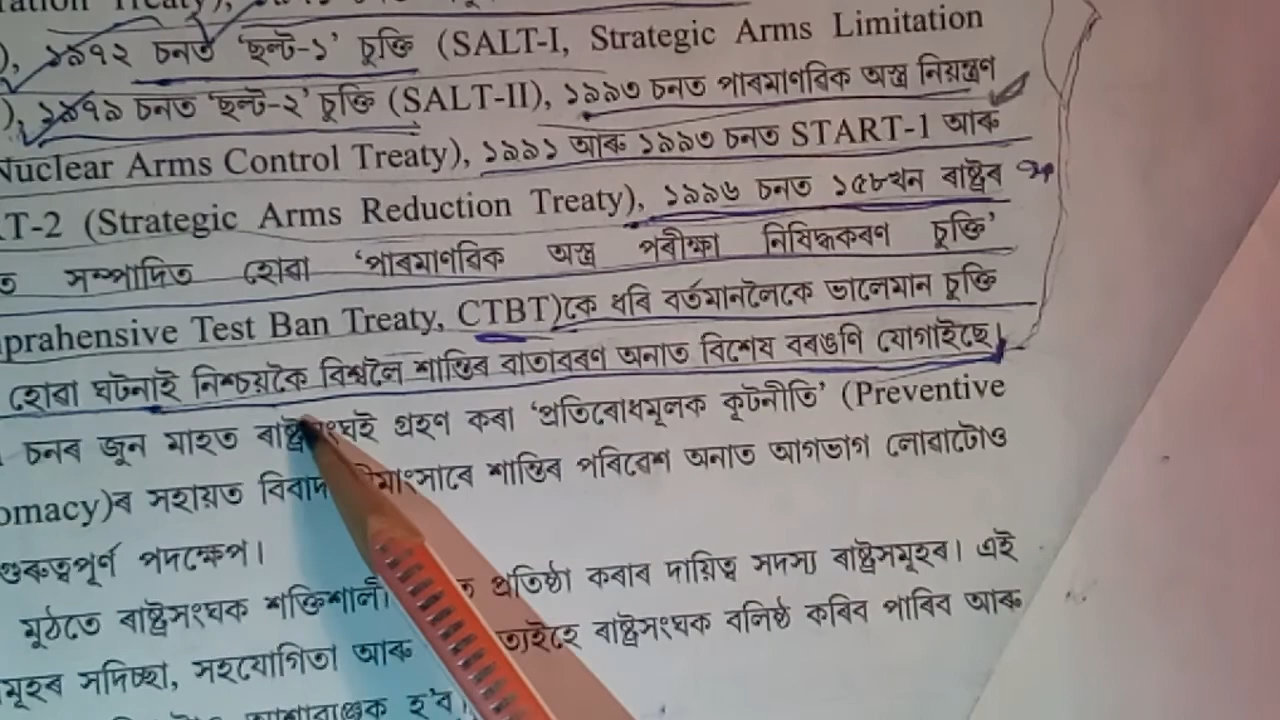 ation Treaty),
), ১৯৭২ চনত 'ছল্ট-১' চুক্তি (SALT-I, Strategic Arms Limitation
), ১৯৭৯ চনত 'ছল্ট-২' চুক্তি (SALT-II), ১৯৯৩ চনত পাৰমাণৱিক অস্ত্ৰ নিয়ন্ত্ৰণ
Nuclear Arms Control Treaty), ১৯৯১ আৰু ১৯৯৩ চনত START-1 আৰু
RT-2 (Strategic Arms Reduction Treaty), ১৯৯৬ চনত ১৫৮খন ৰাষ্ট্ৰৰ
ত সম্পাদিত হোৱা 'পাৰমাণৱিক অস্ত্ৰ পৰীক্ষা নিষিদ্ধকৰণ চুক্তি'
prahensive Test Ban Treaty, CTBT)কে ধৰি বৰ্তমানলৈকে ভালেমান চুক্তি
হোৱা ঘটনাই নিশ্চয়কৈ বিশ্বলৈ শান্তিৰ বাতাবৰণ অনাত বিশেষ বৰঙণি যোগাইছে।
চনৰ জুন মাহত ৰাষ্ট্ৰসংঘই গ্ৰহণ কৰা 'প্ৰতিৰোধমূলক কূটনীতি' (Preventive
omacy)ৰ সহায়ত বিবাদ মাংসাৰে শান্তিৰ পৰিবেশ অনাত আগভাগ লোৱাটোও
গুৰুত্বপূৰ্ণ পদক্ষেপ।
মুঠতে ৰাষ্ট্ৰসংঘক শক্তিশালী ত প্ৰতিষ্ঠা কৰাৰ দায়িত্ব সদস্য ৰাষ্ট্ৰসমূহৰ। এই
মূহৰ সদিচ্ছা, সহযোগিতা আৰু ত্যইহে ৰাষ্ট্ৰসংঘক বলিষ্ঠ কৰিব পাৰিব আৰু
হ'ব।